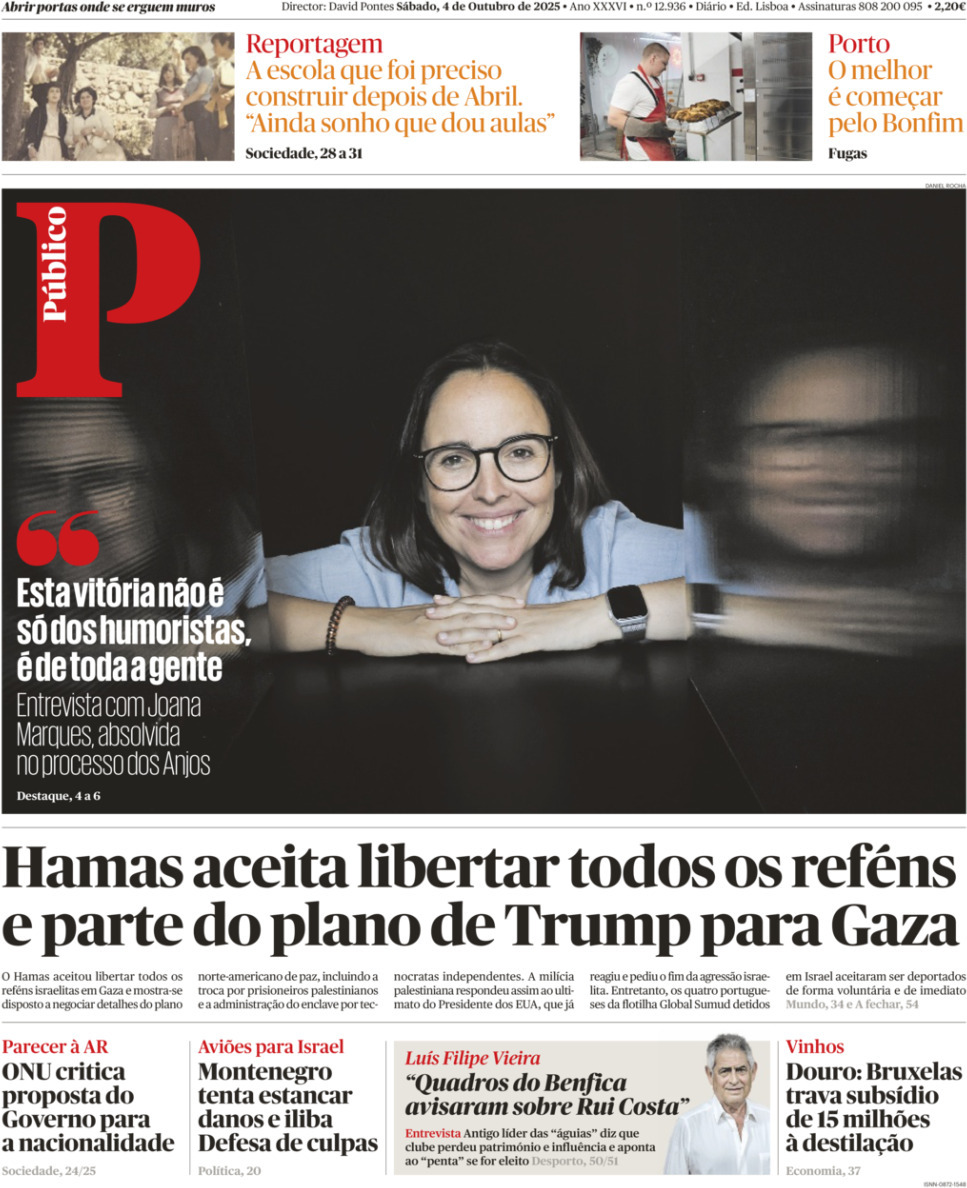 Abrir portas onde se erguem muros
Director: David Pontes Sábado, 4 de Outubro de 2025 • Ano XXXVI • n.º 12.936 • Diário • Ed. Lisboa • Assinaturas 808 200 095 • 2,20€
Reportagem
A escola que foi preciso
construir depois de Abril.
“Ainda sonho que dou aulas”
Sociedade, 28 a 31
Porto
O melhor
é começar
pelo Bonfim
Fugas
DANIEL ROCHA
P
Público
“
Esta vitória não é
só dos humoristas,
é de toda a gente
Entrevista com Joana
Marques, absolvida
no processo dos Anjos
Destaque, 4 a 6
Hamas aceita libertar todos os reféns
e parte do plano de Trump para Gaza
O Hamas aceitou libertar todos os
reféns israelitas em Gaza e mostra-se
disposto a negociar detalhes do plano
norte-americano de paz, incluindo a
troca por prisioneiros palestinianos
e a administração do enclave por tec-
nocratas independentes. A milícia
palestiniana respondeu assim ao ulti-
mato do Presidente dos EUA, que já
reagiu e pediu o fim da agressão israe-
lita. Entretanto, os quatro portugue-
ses da flotilha Global Sumud detidos
em Israel aceitaram ser deportados
de forma voluntária e de imediato
Mundo, 34 e A fechar, 54
Parecer à AR
ONU critica
proposta do
Governo para
a nacionalidade
Sociedade, 24/25
Aviões para Israel
Montenegro
tenta estancar
danos e iliba
Defesa de culpas
Política, 20
Luís Filipe Vieira
“Quadros do Benfica
avisaram sobre Rui Costa”
Entrevista Antigo líder das “águias” diz que
clube perdeu património e influência e aponta
ao “penta” se for eleito Desporto, 50/51
Vinhos
Douro: Bruxelas
trava subsídio
de 15 milhões
à destilação
Economia, 37
ISNN-0872-1548